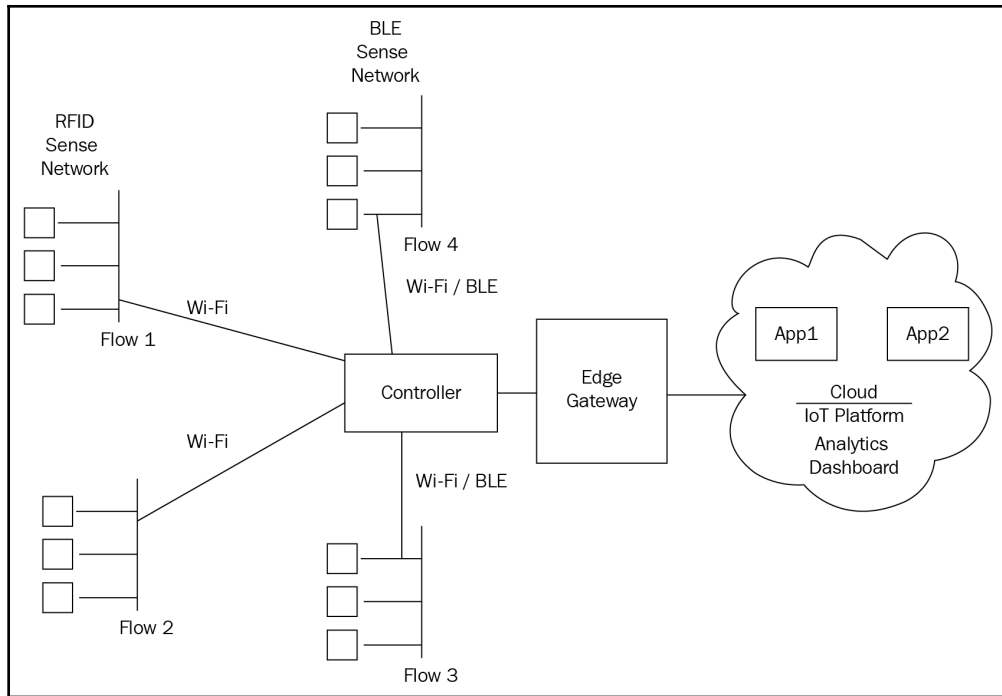 BLE
Sense
Network
RFID
Sense
Network
Flow 4
Wi-Fi / BLE
Wi-Fi
Flow 1
App1
App2
Controller
Edge
Gateway
Cloud
IoT Platform
Analytics
Dashboard
Wi-Fi
Wi-Fi / BLE
Flow 2
Flow 3